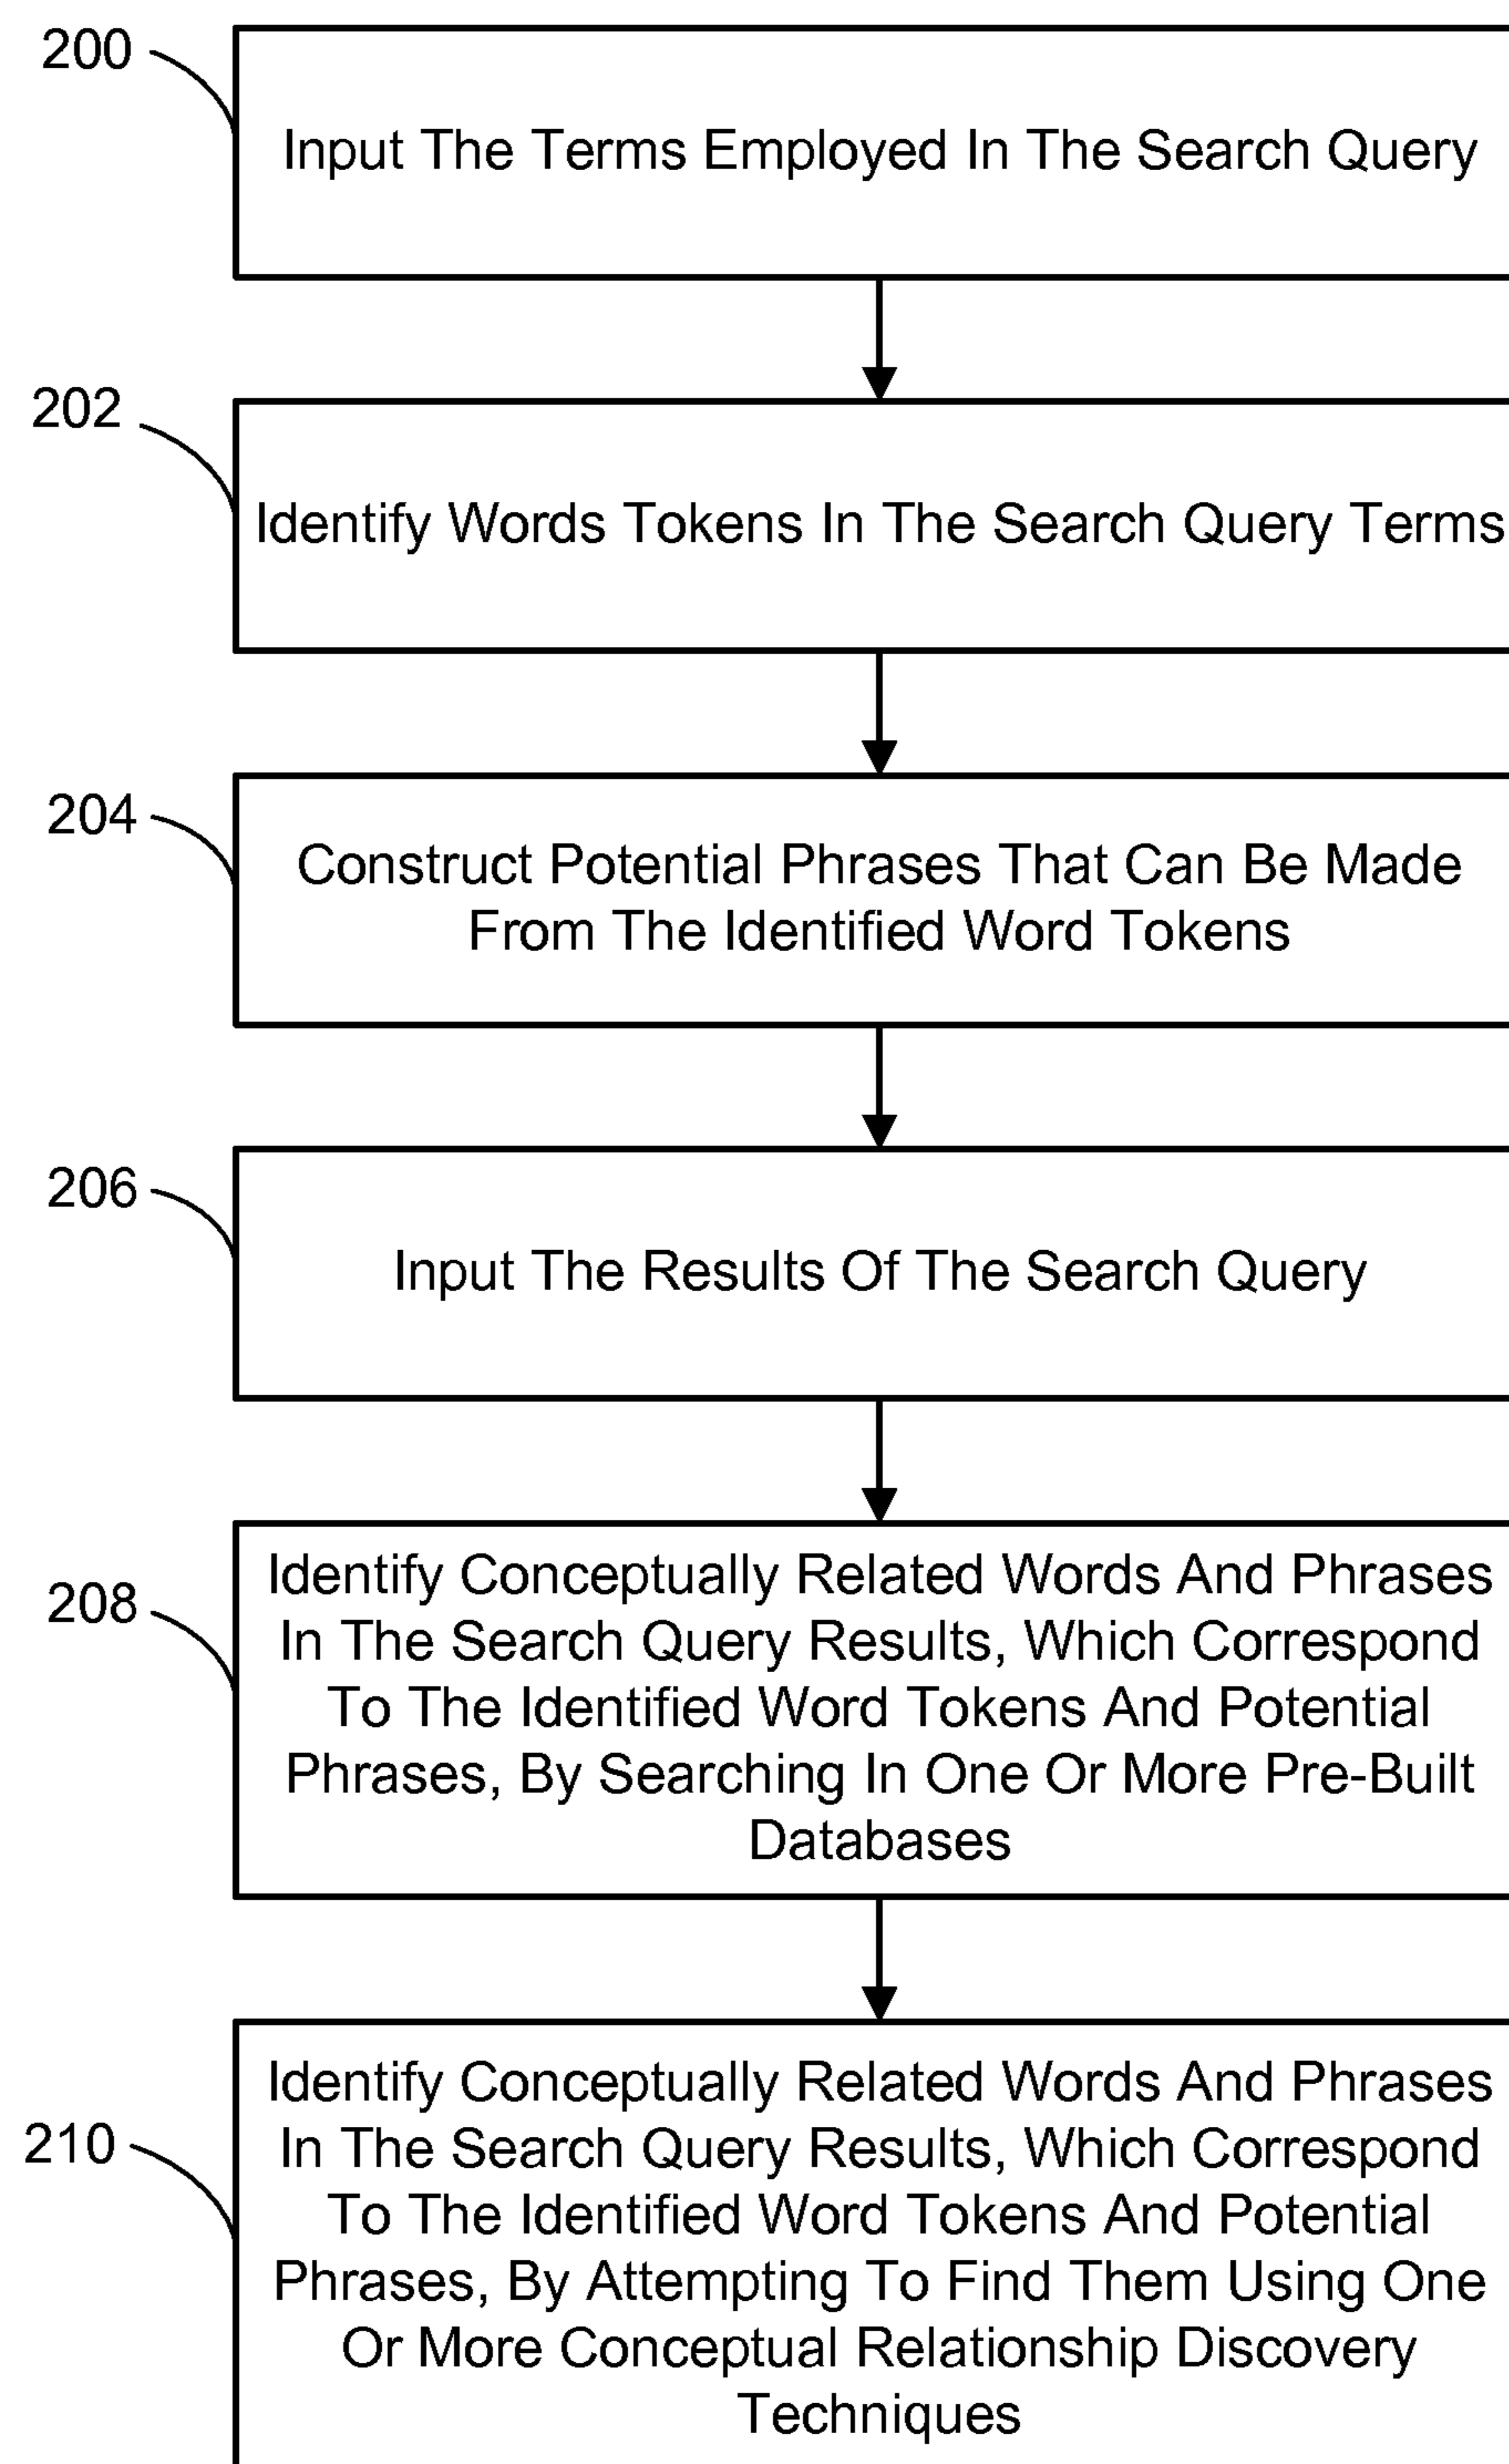 200
Input The Terms Employed In The Search Query
202
Identify Words Tokens In The Search Query Terms
204
Construct Potential Phrases That Can Be Made
From The Identified Word Tokens
206
Input The Results Of The Search Query
208
Identify Conceptually Related Words And Phrases
In The Search Query Results, Which Correspond
To The Identified Word Tokens And Potential
Phrases, By Searching In One Or More Pre-Built
Databases
210
Identify Conceptually Related Words And Phrases
In The Search Query Results, Which Correspond
To The Identified Word Tokens And Potential
Phrases, By Attempting To Find Them Using One
Or More Conceptual Relationship Discovery
Techniques